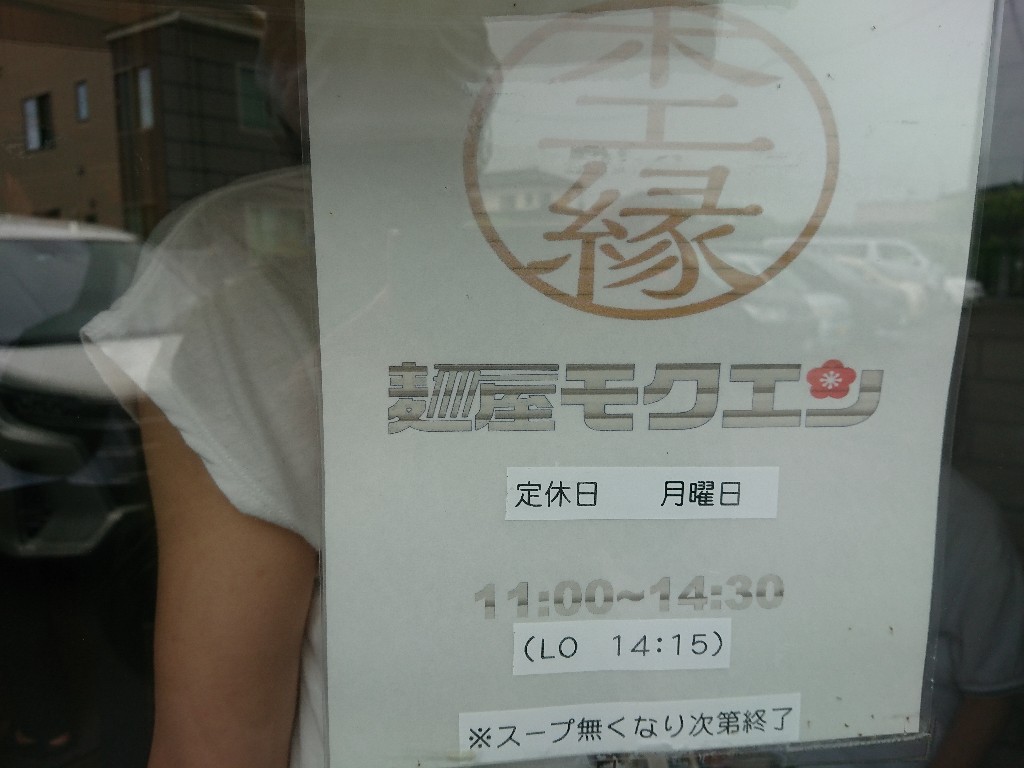 木工
縁
麺屋モクエン
定休日 月曜日
11:00~14:30
(LO 14:15)
※スープ無くなり次第終了